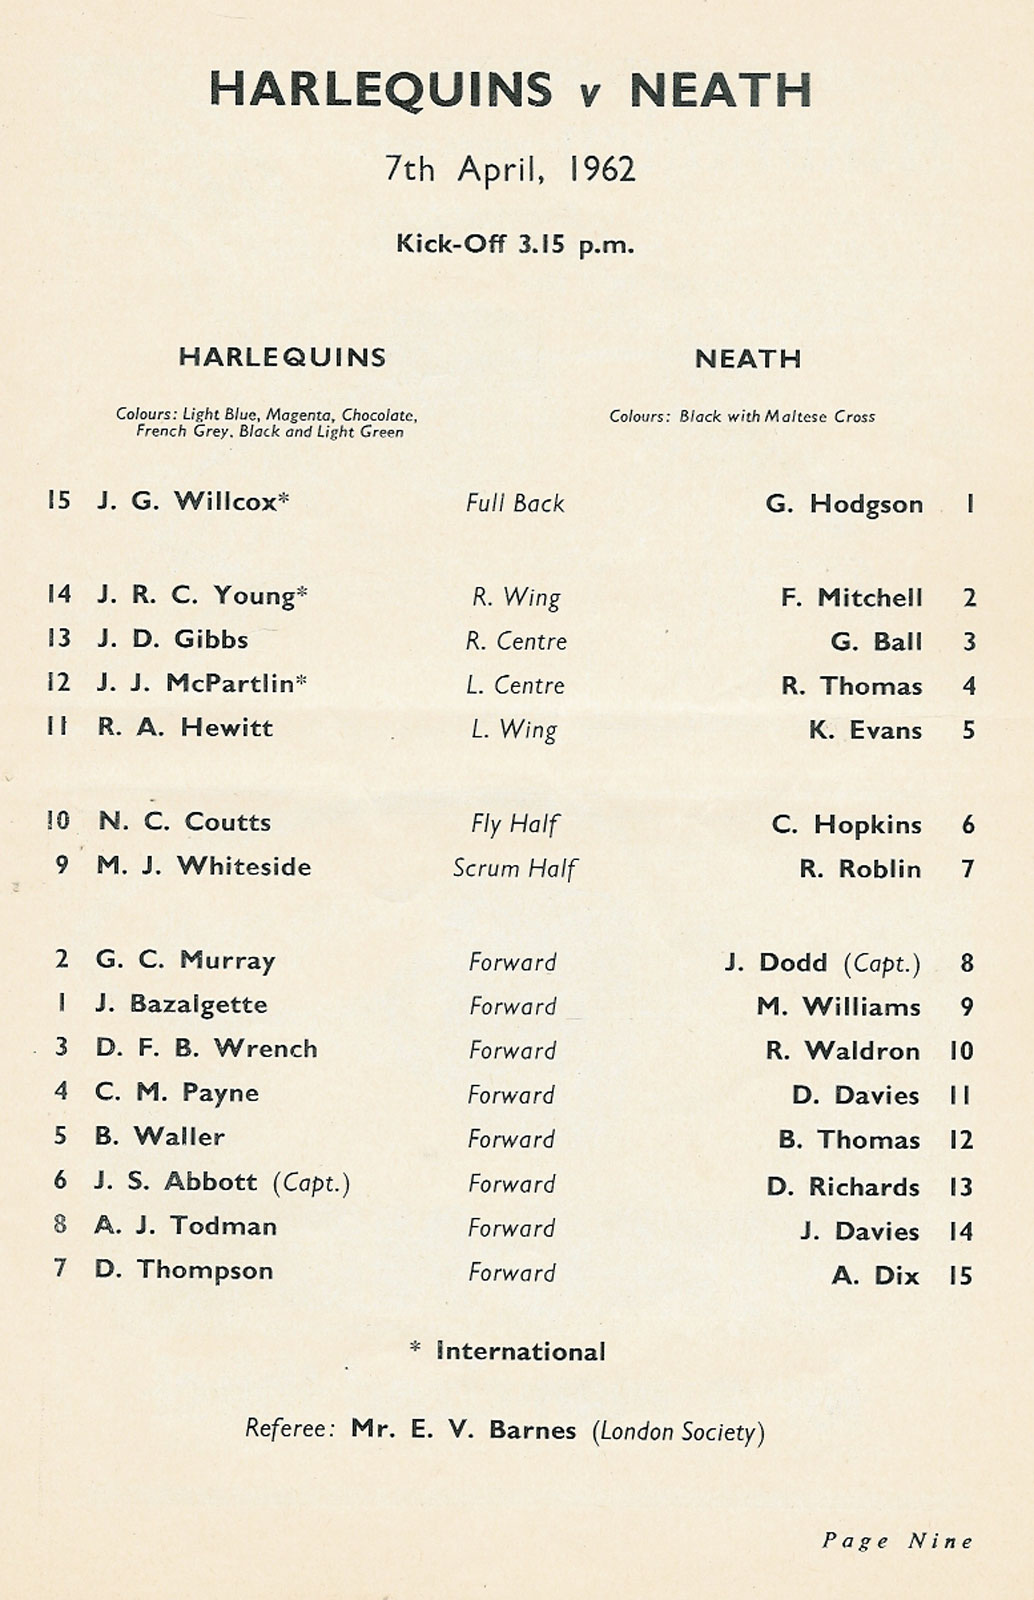 HARLEQUINS v NEATH
7th April, 1962
Kick-Off 3.15 p.m.
HARLEQUINS NEATH
Colours: Light Blue, Magenta, Chocolate, French Grey, Black and Light Green
Colours: Black with Maltese Cross
15 J. G. Willcox* Full Back G. Hodgson 1
14 J. R. C. Young* R. Wing F. Mitchell 2
13 J. D. Gibbs R. Centre G. Ball 3
12 J. J. McPartlin* L. Centre R. Thomas 4
11 R. A. Hewitt L. Wing K. Evans 5
10 N. C. Coutts Fly Half C. Hopkins 6
9 M. J. Whiteside Scrum Half R. Roblin 7
2 G. C. Murray Forward J. Dodd (Capt.) 8
1 J. Bazalgette Forward M. Williams 9
3 D. F. B. Wrench Forward R. Waldron 10
4 C. M. Payne Forward D. Davies 11
5 B. Waller Forward B. Thomas 12
6 J. S. Abbott (Capt.) Forward D. Richards 13
8 A. J. Todman Forward J. Davies 14
7 D. Thompson Forward A. Dix 15
* International
Referee: Mr. E. V. Barnes (London Society)
Page Nine